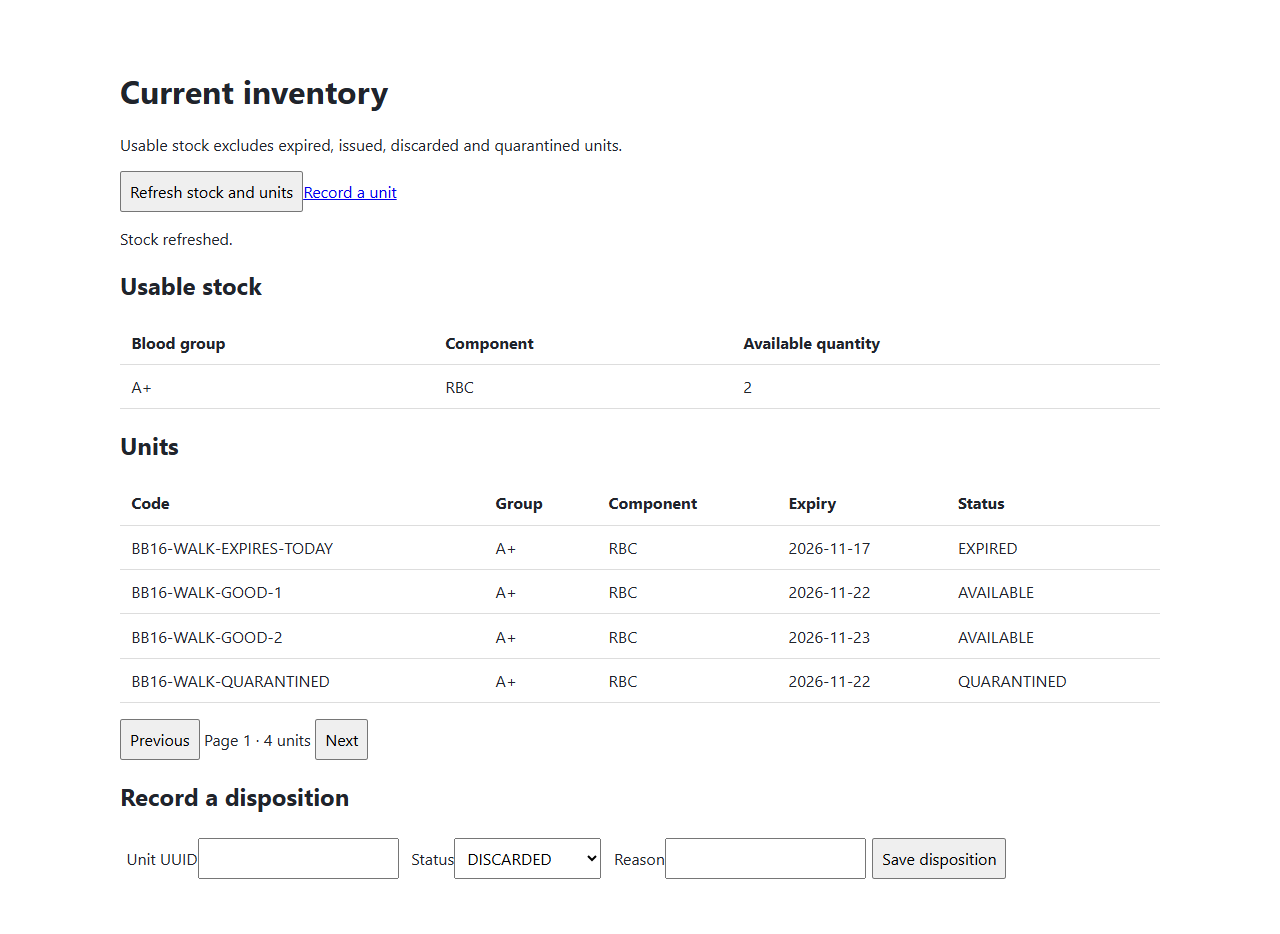 Current inventory
Usable stock excludes expired, issued, discarded and quarantined units.
Refresh stock and units Record a unit
Stock refreshed.
Usable stock
Blood group Component Available quantity
A+ RBC 2
Units
Code Group Component Expiry Status
BB16-WALK-EXPIRES-TODAY A+ RBC 2026-11-17 EXPIRED
BB16-WALK-GOOD-1 A+ RBC 2026-11-22 AVAILABLE
BB16-WALK-GOOD-2 A+ RBC 2026-11-23 AVAILABLE
BB16-WALK-QUARANTINED A+ RBC 2026-11-22 QUARANTINED
Previous Page 1 · 4 units Next
Record a disposition
Unit UUID Status DISCARDED Reason Save disposition